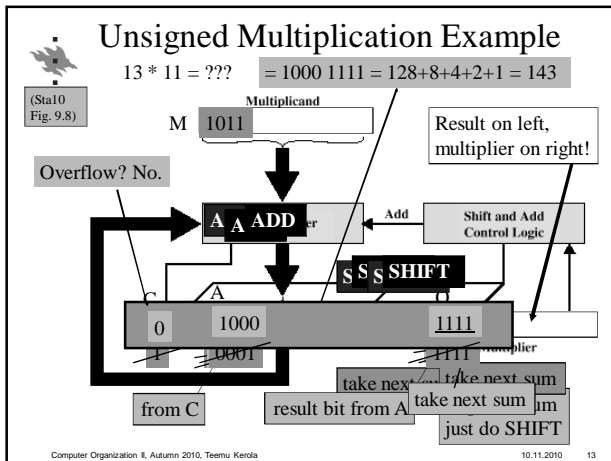 Unsigned Multiplication Example
13 * 11 = ??? = 1000 1111 = 128+8+4+2+1 = 143
(Sta10
Fig. 9.8)
Multiplicand
M 1011
Result on left,
multiplier on right!
Overflow? No.
A A ADD
Add
Shift and Add
Control Logic
S S S SHIFT
C A Q
0 1000 1111
1 0001 1111
take next sum
take next sum
from C
result bit from A
just do SHIFT
Computer Organization II, Autumn 2010, Teemu Kerola 10.11.2010 13